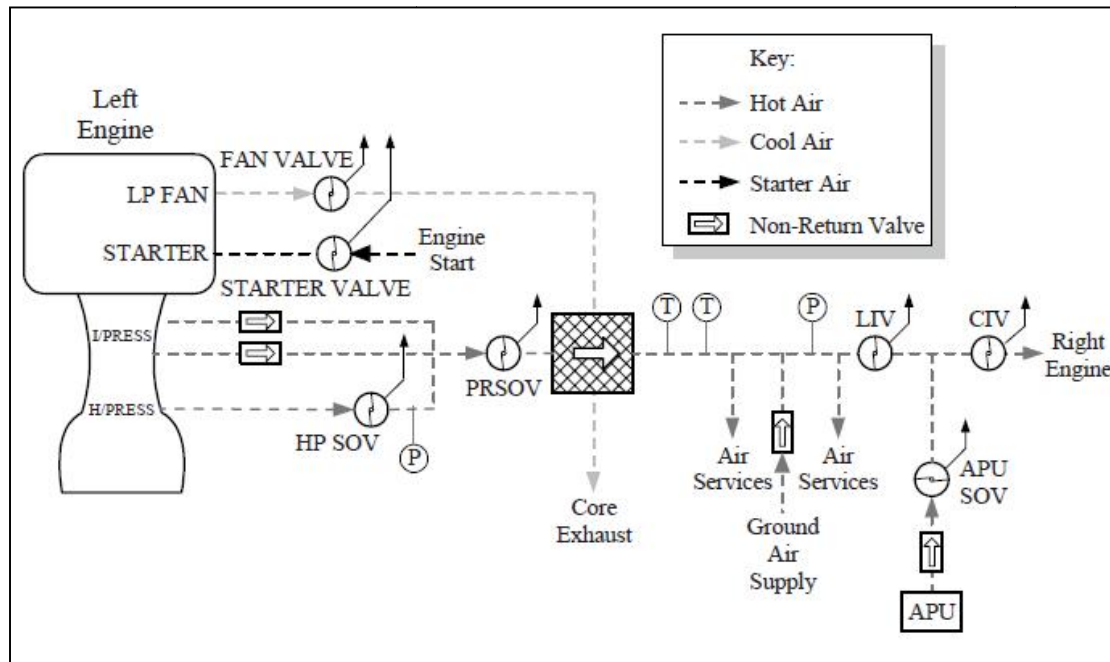 Left
Engine
FAN VALVE
LP FAN
STARTER
Engine
Start
STARTER VALVE
I/PRESS
H/PRESS
HP SOV
P
PRSOV
Core
Exhaust
T
T
P
LIV
CIV
Right
Engine
Air
Services
Air
Services
Ground
Air
Supply
APU
SOV
APU
Key:
Hot Air
Cool Air
Starter Air
Non-Return Valve